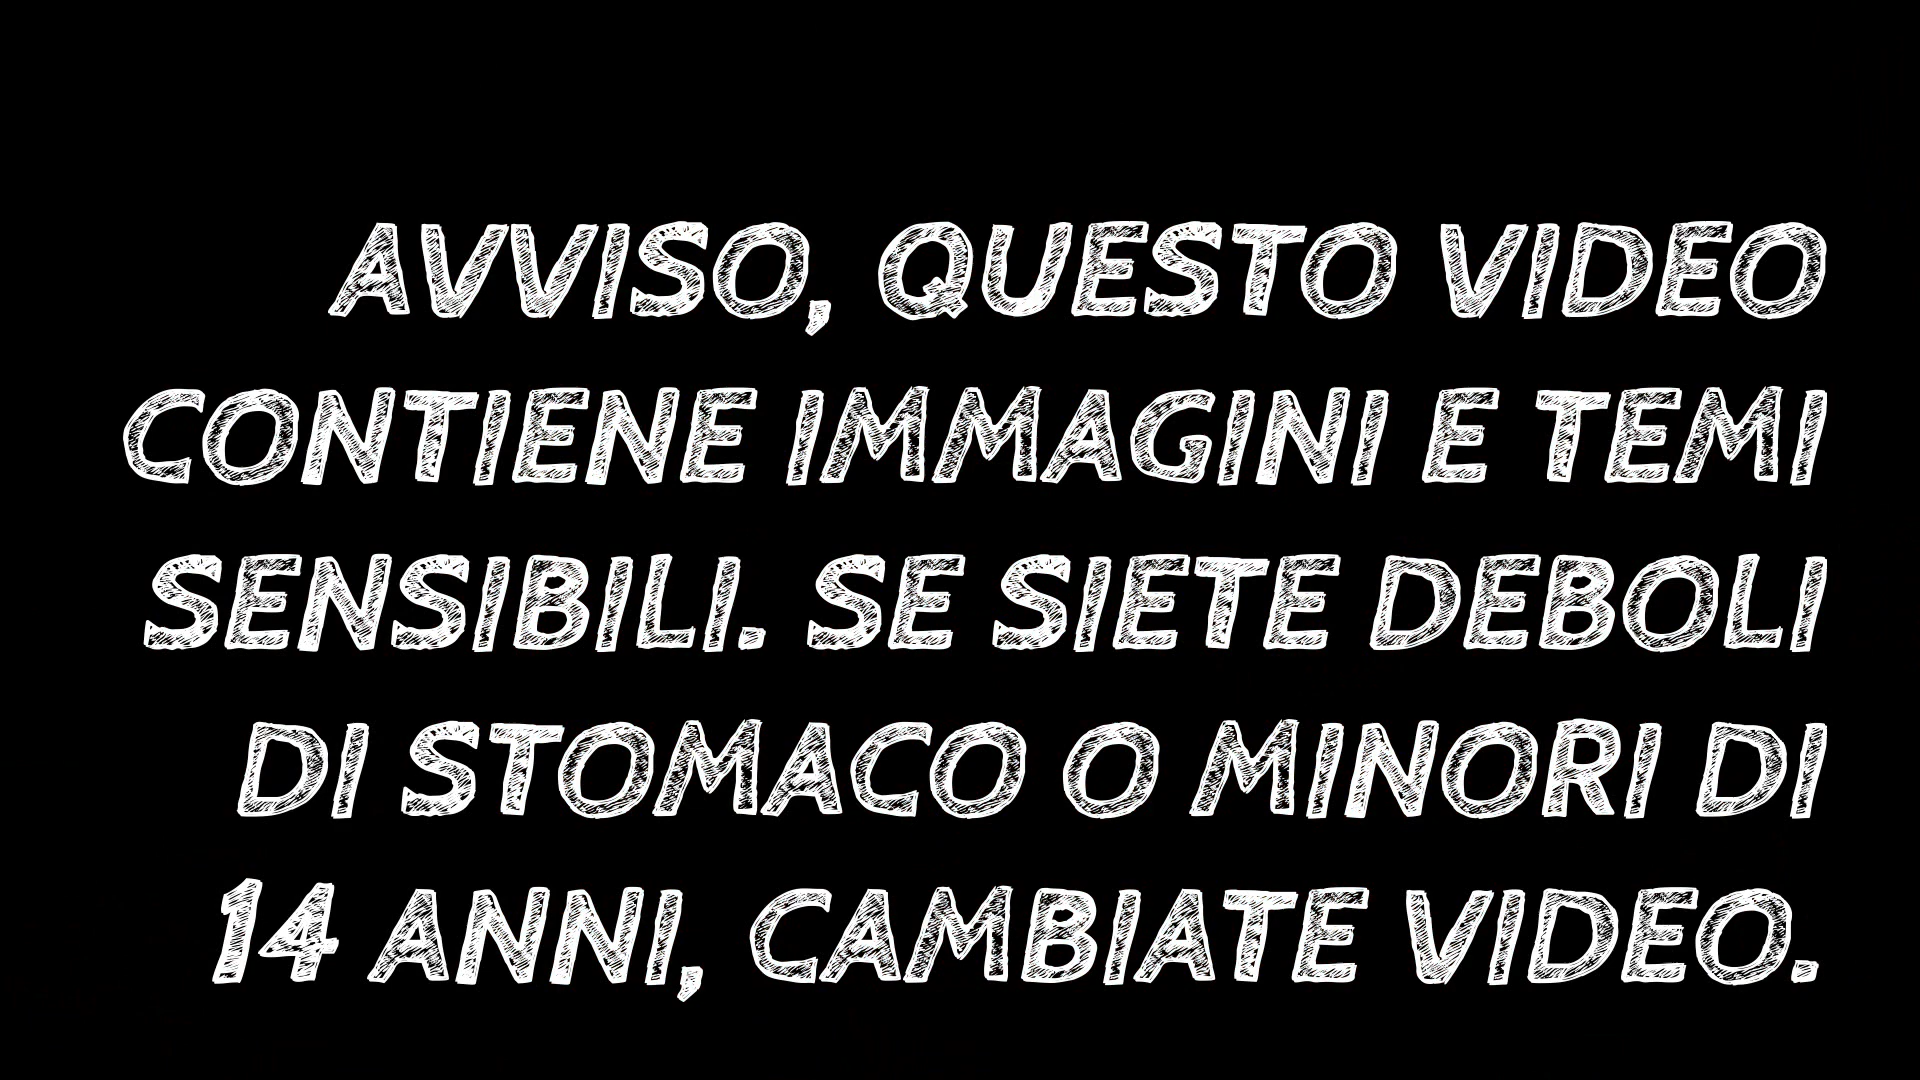 AVVISO, QUESTO VIDEO
CONTIENE IMMAGINI E TEMI
SENSIBILI. SE SIETE DEBOLI
DI STOMACO O MINORI DI
14 ANNI, CAMBIATE VIDEO.